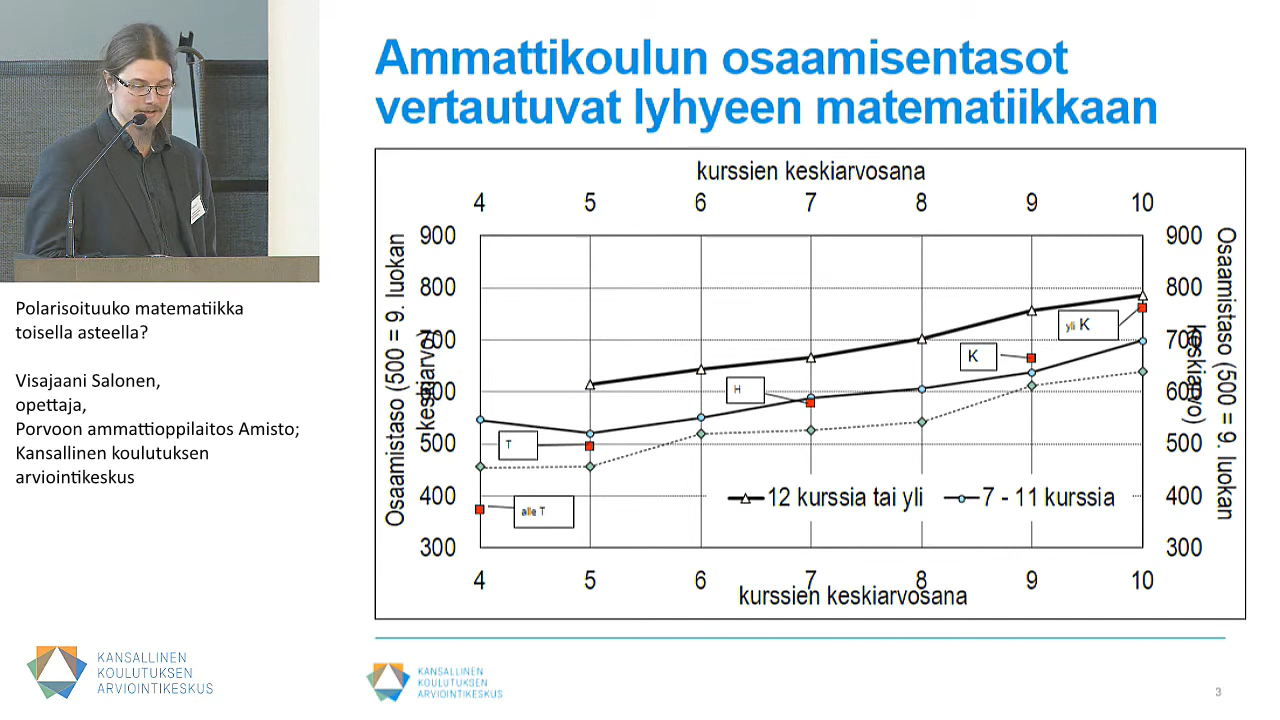 Ammattikoulun osaamisentasot
vertautuvat lyhyeen matematiikkaan
kurssien keskiarvosana
4 5 6 7 8 9 10
Osaamistaso (500 = 9. luokan
keskiarvo)
900 900
800 800
700 700
600 600
500 500
400 400
300 300
Osaamistaso (500 = 9. luokan
keskiarvo)
yli K
K
H
T
alle T
12 kurssia tai yli 7 - 11 kurssia
4 5 6 7 8 9 10
kurssien keskiarvosana
Polarisoituuko matematiikka
toisella asteella?
Visajaani Salonen,
opettaja,
Porvoon ammattioppilaitos Amisto;
Kansallinen koulutuksen
arviointikeskus
KANSALLINEN
KOULUTUKSEN
ARVIOINTIKESKUS
KANSALLINEN
KOULUTUKSEN
ARVIOINTIKESKUS
3